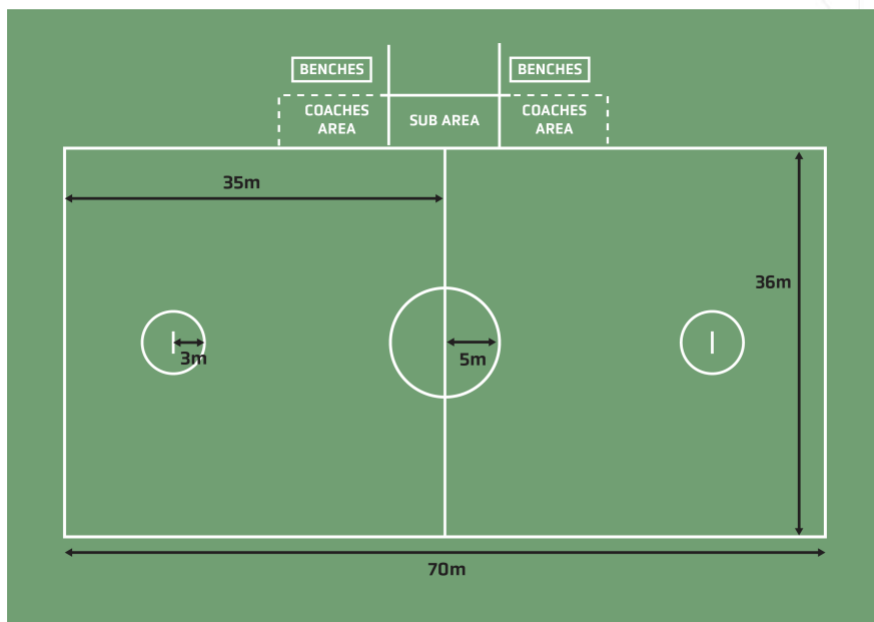 BENCHES
BENCHES
COACHES
AREA
SUB AREA
COACHES
AREA
35m
36m
3m
5m
70m